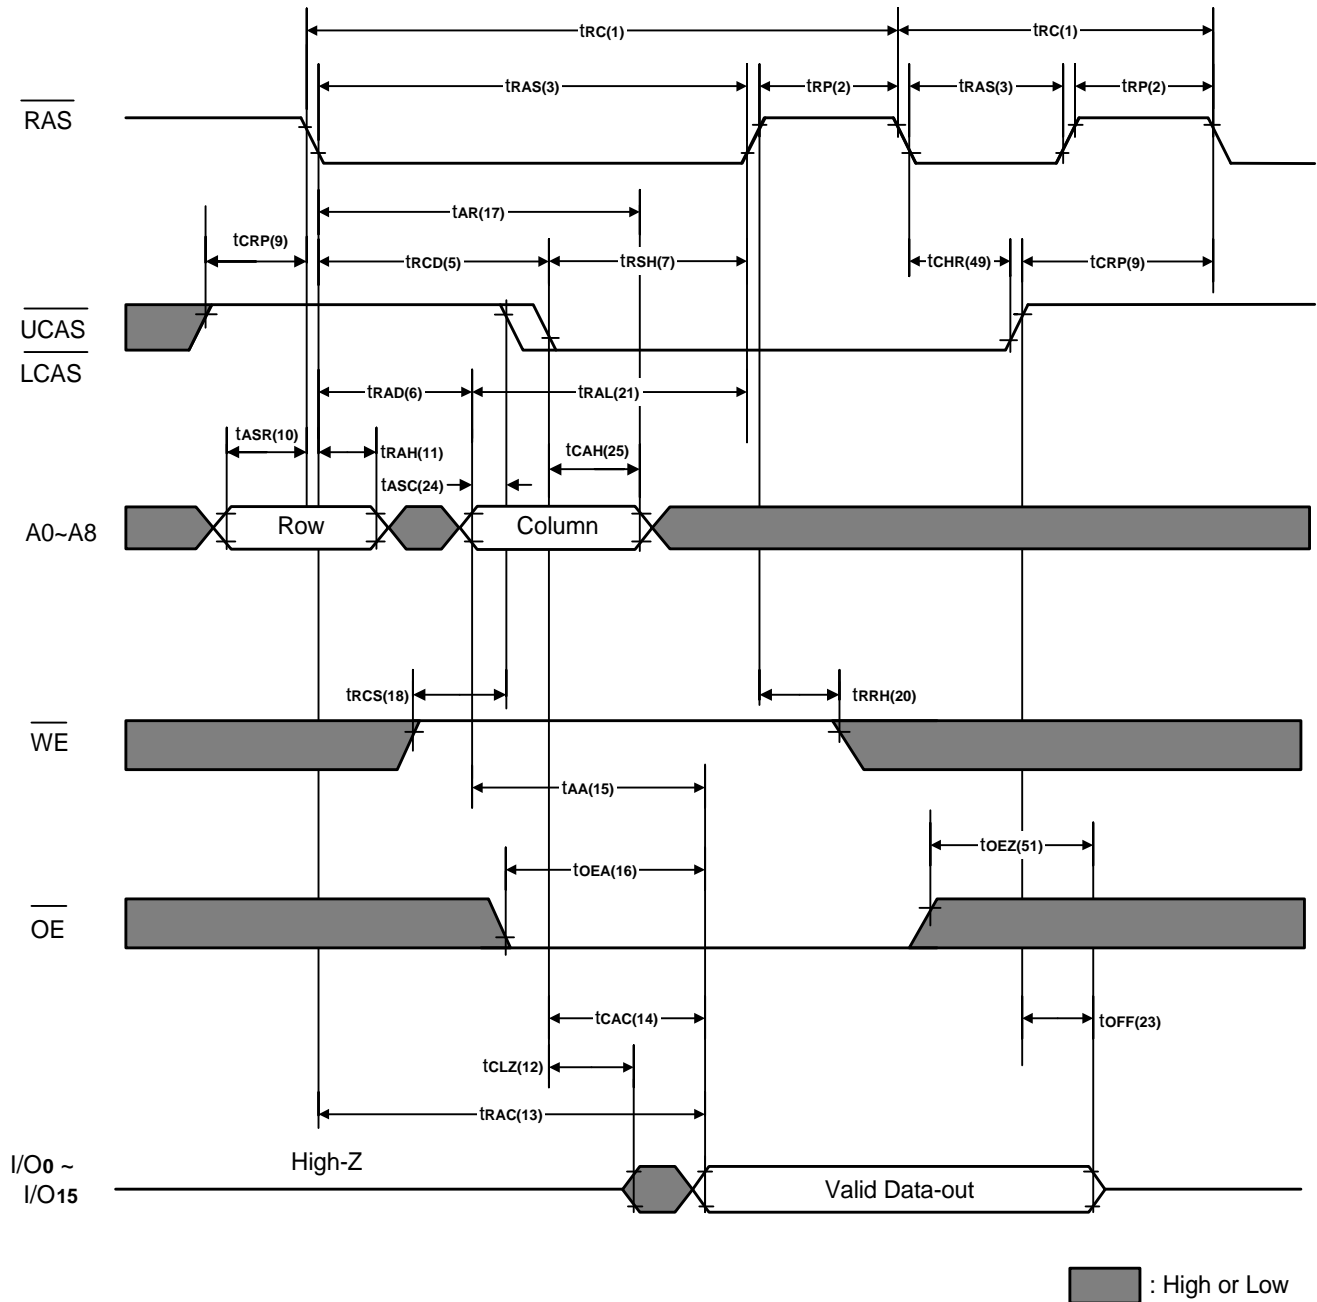 tRC(1) tRC(1)
tRAS(3) tRP(2) tRAS(3) tRP(2)
RAS
tAR(17)
tCRP(9) tRCD(5) tRSH(7) tCHR(49) tCRP(9)
UCAS
LCAS
tRAD(6) tRAL(21)
tASR(10) tRAH(11) tCAH(25)
tASC(24)
A0~A8 Row Column
tRCS(18) tRRH(20)
WE
tAA(15)
tOEZ(51)
tOEA(16)
OE
tCAC(14) tOFF(23)
tCLZ(12)
tRAC(13)
I/O0 ~ High-Z
I/O15 Valid Data-out
: High or Low